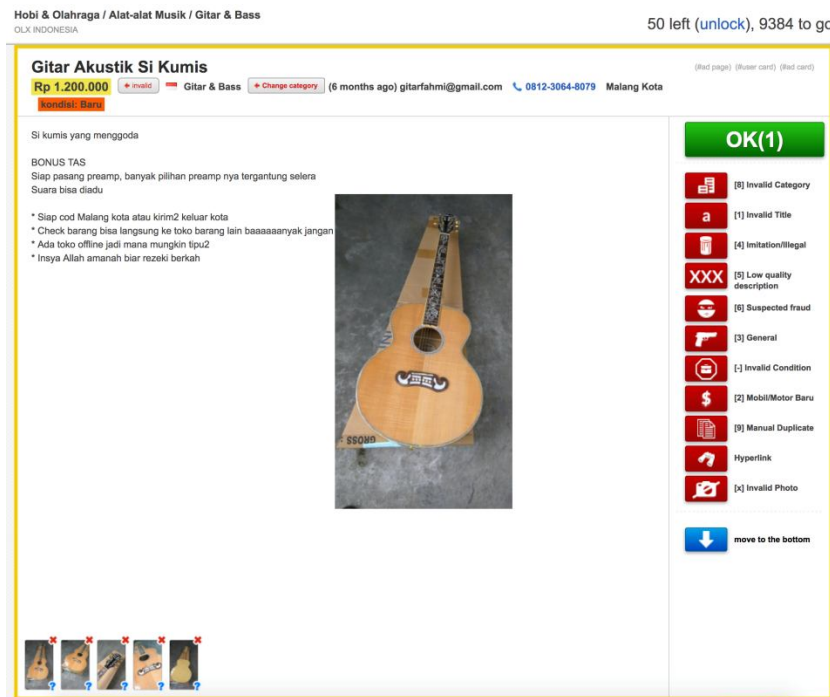 Hobi & Olahraga / Alat-alat Musik / Gitar & Bass
OLX INDONESIA
50 left (unlock), 9384 to go
Gitar Akustik Si Kumis
(#ad page) (#user card) (#ad card)
Rp 1.200.000 invalid Gitar & Bass Change category (6 months ago) gitarfahmi@gmail.com 0812-3064-8079 Malang Kota
kondisi: Baru
Si kumis yang menggoda
BONUS TAS
Siap pasang preamp, banyak pilihan preamp nya tergantung selera
Suara bisa diadu
* Siap cod Malang kota atau kirim2 keluar kota
* Check barang bisa langsung ke toko barang lain baaaaaanyak jangan
* Ada toko offline jadi mana mungkin tipu2
* Insya Allah amanah biar rezeki berkah
GROSS
OK(1)
[8] Invalid Category
a [1] Invalid Title
[4] Imitation/Illegal
XXX [5] Low quality
description
[6] Suspected fraud
[3] General
[-] Invalid Condition
$ [2] Mobil/Motor Baru
[9] Manual Duplicate
Hyperlink
[x] Invalid Photo
move to the bottom
? ? ? ? ?